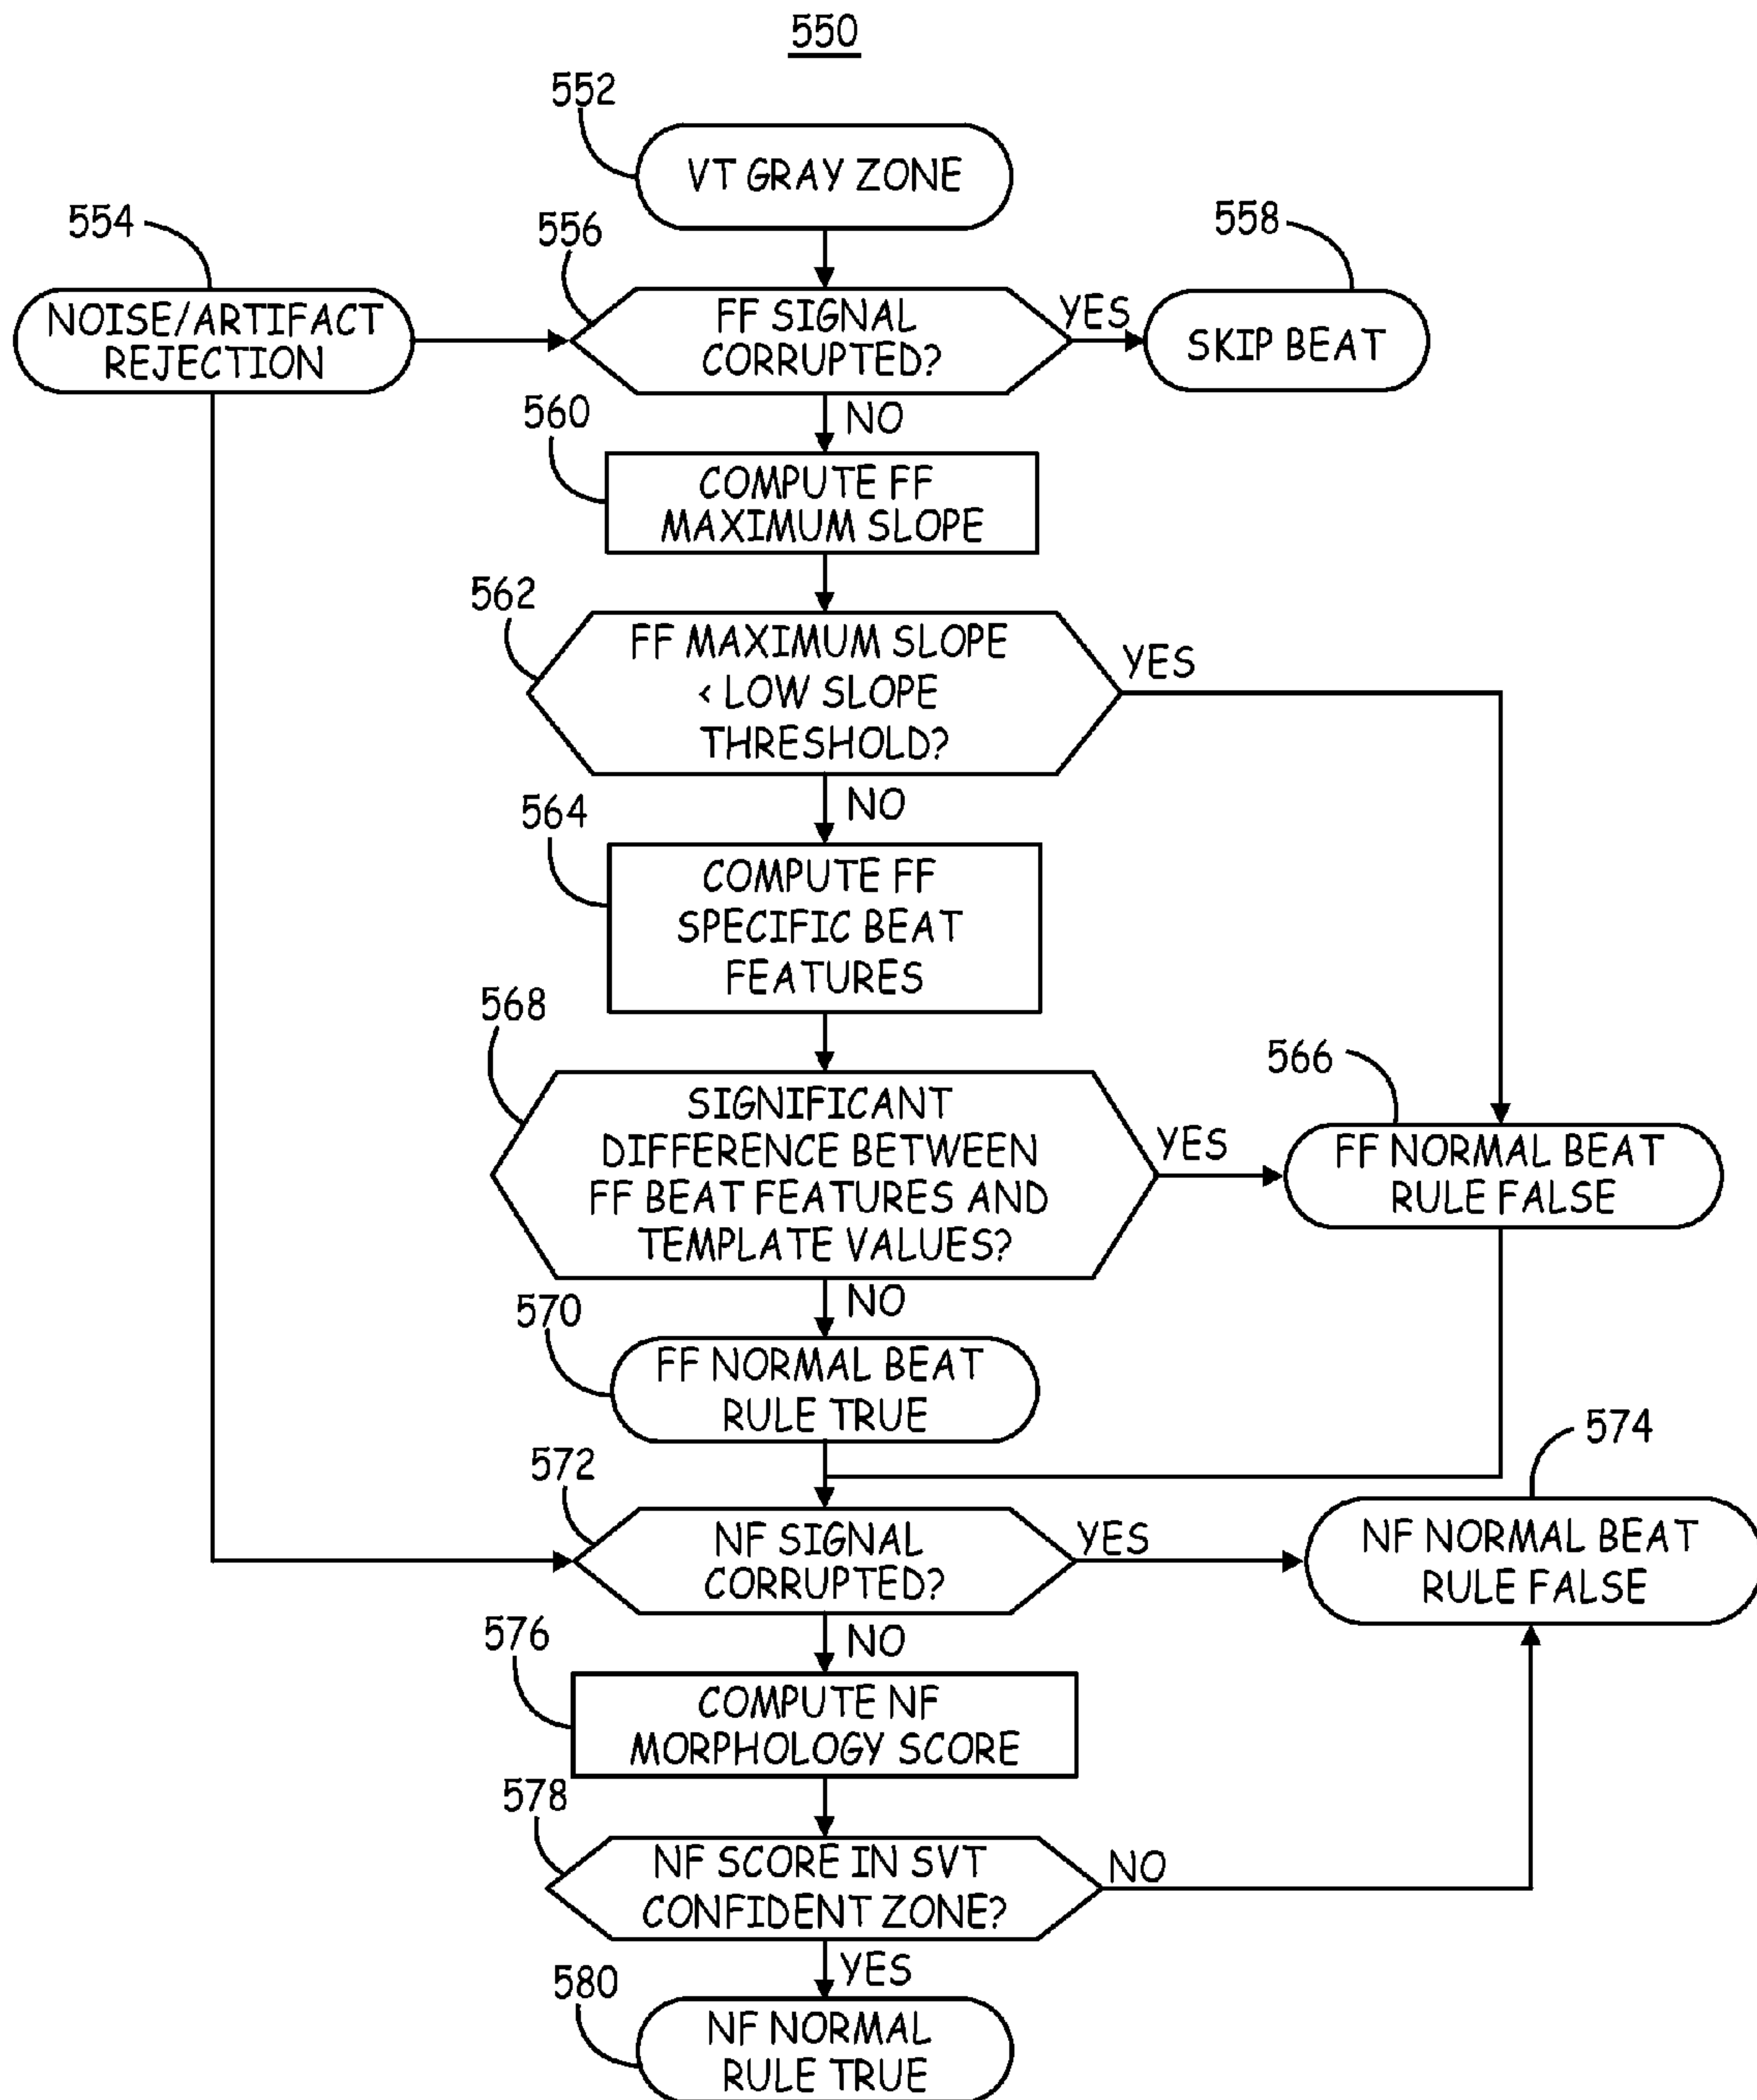 550
552
VT GRAY ZONE
554
NOISE/ARTIFACT
REJECTION
556
FF SIGNAL
CORRUPTED?
YES
558
SKIP BEAT
NO
560
COMPUTE FF
MAXIMUM SLOPE
562
FF MAXIMUM SLOPE
< LOW SLOPE
THRESHOLD?
YES
NO
564
COMPUTE FF
SPECIFIC BEAT
FEATURES
568
SIGNIFICANT
DIFFERENCE BETWEEN
FF BEAT FEATURES AND
TEMPLATE VALUES?
YES
566
FF NORMAL BEAT
RULE FALSE
NO
570
FF NORMAL BEAT
RULE TRUE
572
NF SIGNAL
CORRUPTED?
YES
574
NF NORMAL BEAT
RULE FALSE
NO
576
COMPUTE NF
MORPHOLOGY SCORE
578
NF SCORE IN SVT
CONFIDENT ZONE?
NO
YES
580
NF NORMAL
RULE TRUE